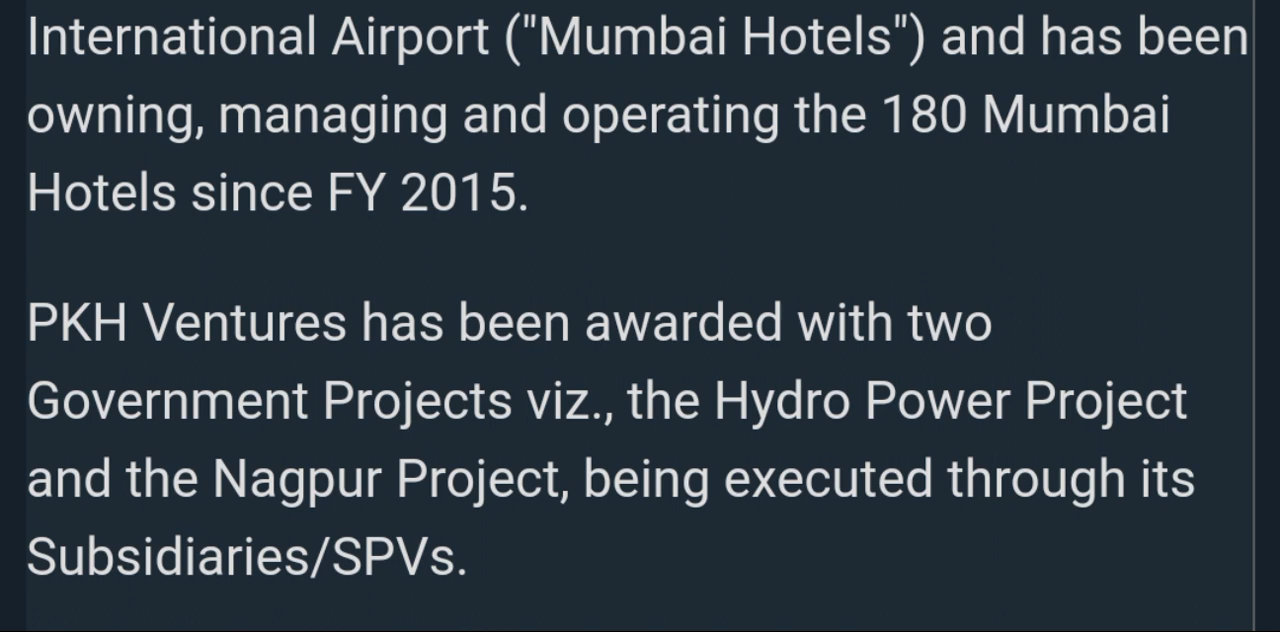 International Airport ("Mumbai Hotels") and has been
owning, managing and operating the 180 Mumbai
Hotels since FY 2015.
PKH Ventures has been awarded with two
Government Projects viz., the Hydro Power Project
and the Nagpur Project, being executed through its
Subsidiaries/SPVs.